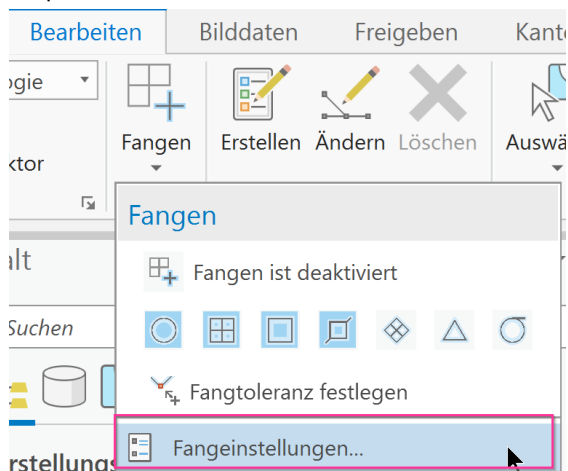 Bearbeiten Bilddaten Freigeben
Fangen Erstellen Ändern Löschen
Fangen
Fangen ist deaktiviert
Suchen
Fangtoleranz festlegen
Fangeinstellungen...